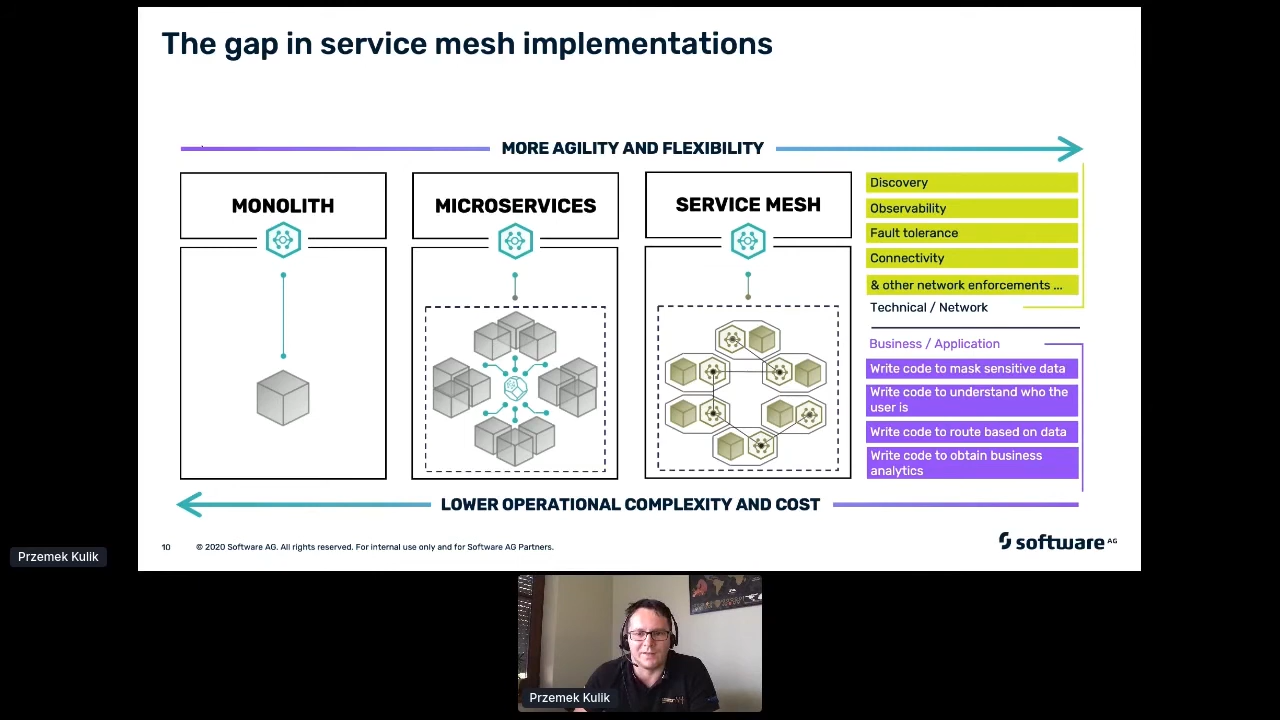 The gap in service mesh implementations
MORE AGILITY AND FLEXIBILITY
MONOLITH
MICROSERVICES
SERVICE MESH
Discovery
Observability
Fault tolerance
Connectivity
& other network enforcements ...
Technical / Network
Business / Application
Write code to mask sensitive data
Write code to understand who the
user is
Write code to route based on data
Write code to obtain business
analytics
LOWER OPERATIONAL COMPLEXITY AND COST
10
© 2020 Software AG. All rights reserved. For internal use only and for Software AG Partners.
software AG
Przemek Kulik
Przemek Kulik